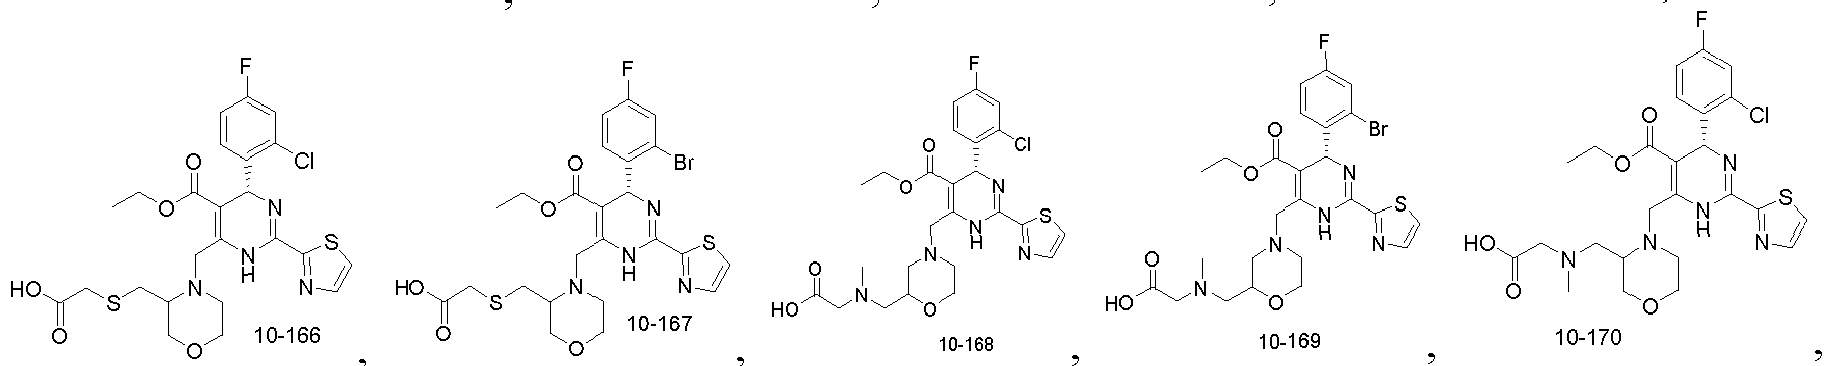 F F F F F
Cl Br Cl Br Cl
O O O O O
O N O N O N O N O N
N H S N H S N H S N H S N H S
N N N N N N N N N N
HO S O HO S O O HO N O O HO N O HO O N O
10-166 , 10-167 , 10-168 , 10-169 , 10-170 ,